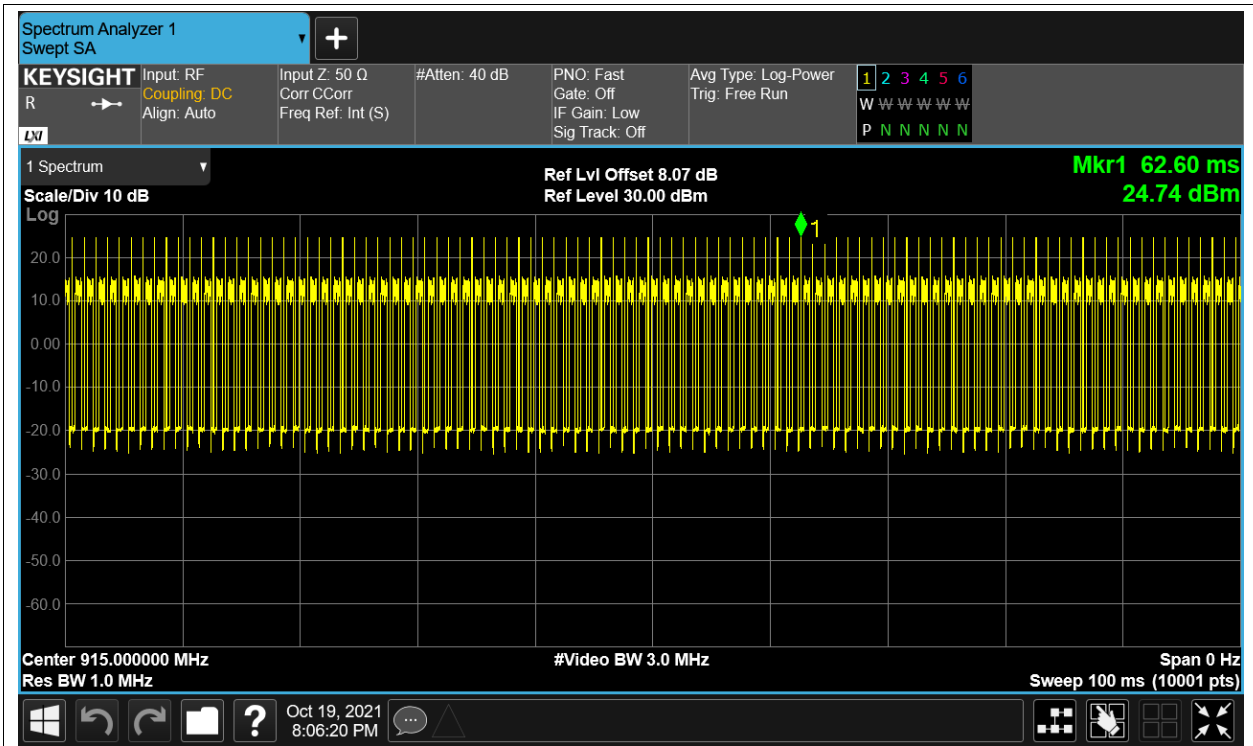 Spectrum Analyzer 1
Swept SA
KEYSIGHT
R
LXI
Input: RF
Coupling: DC
Align: Auto
Input Z: 50 Ω
Corr CCorr
Freq Ref: Int (S)
#Atten: 40 dB
PNO: Fast
Gate: Off
IF Gain: Low
Sig Track: Off
Avg Type: Log-Power
Trig: Free Run
1 2 3 4 5 6
W W W W W W
P N N N N N
1 Spectrum
Scale/Div 10 dB
Ref Lvl Offset 8.07 dB
Ref Level 30.00 dBm
Mkr1 62.60 ms
24.74 dBm
Log
1
20.0
10.0
0.00
-10.0
-20.0
-30.0
-40.0
-50.0
-60.0
Center 915.000000 MHz
Res BW 1.0 MHz
#Video BW 3.0 MHz
Span 0 Hz
Sweep 100 ms (10001 pts)
?
Oct 19, 2021
8:06:20 PM